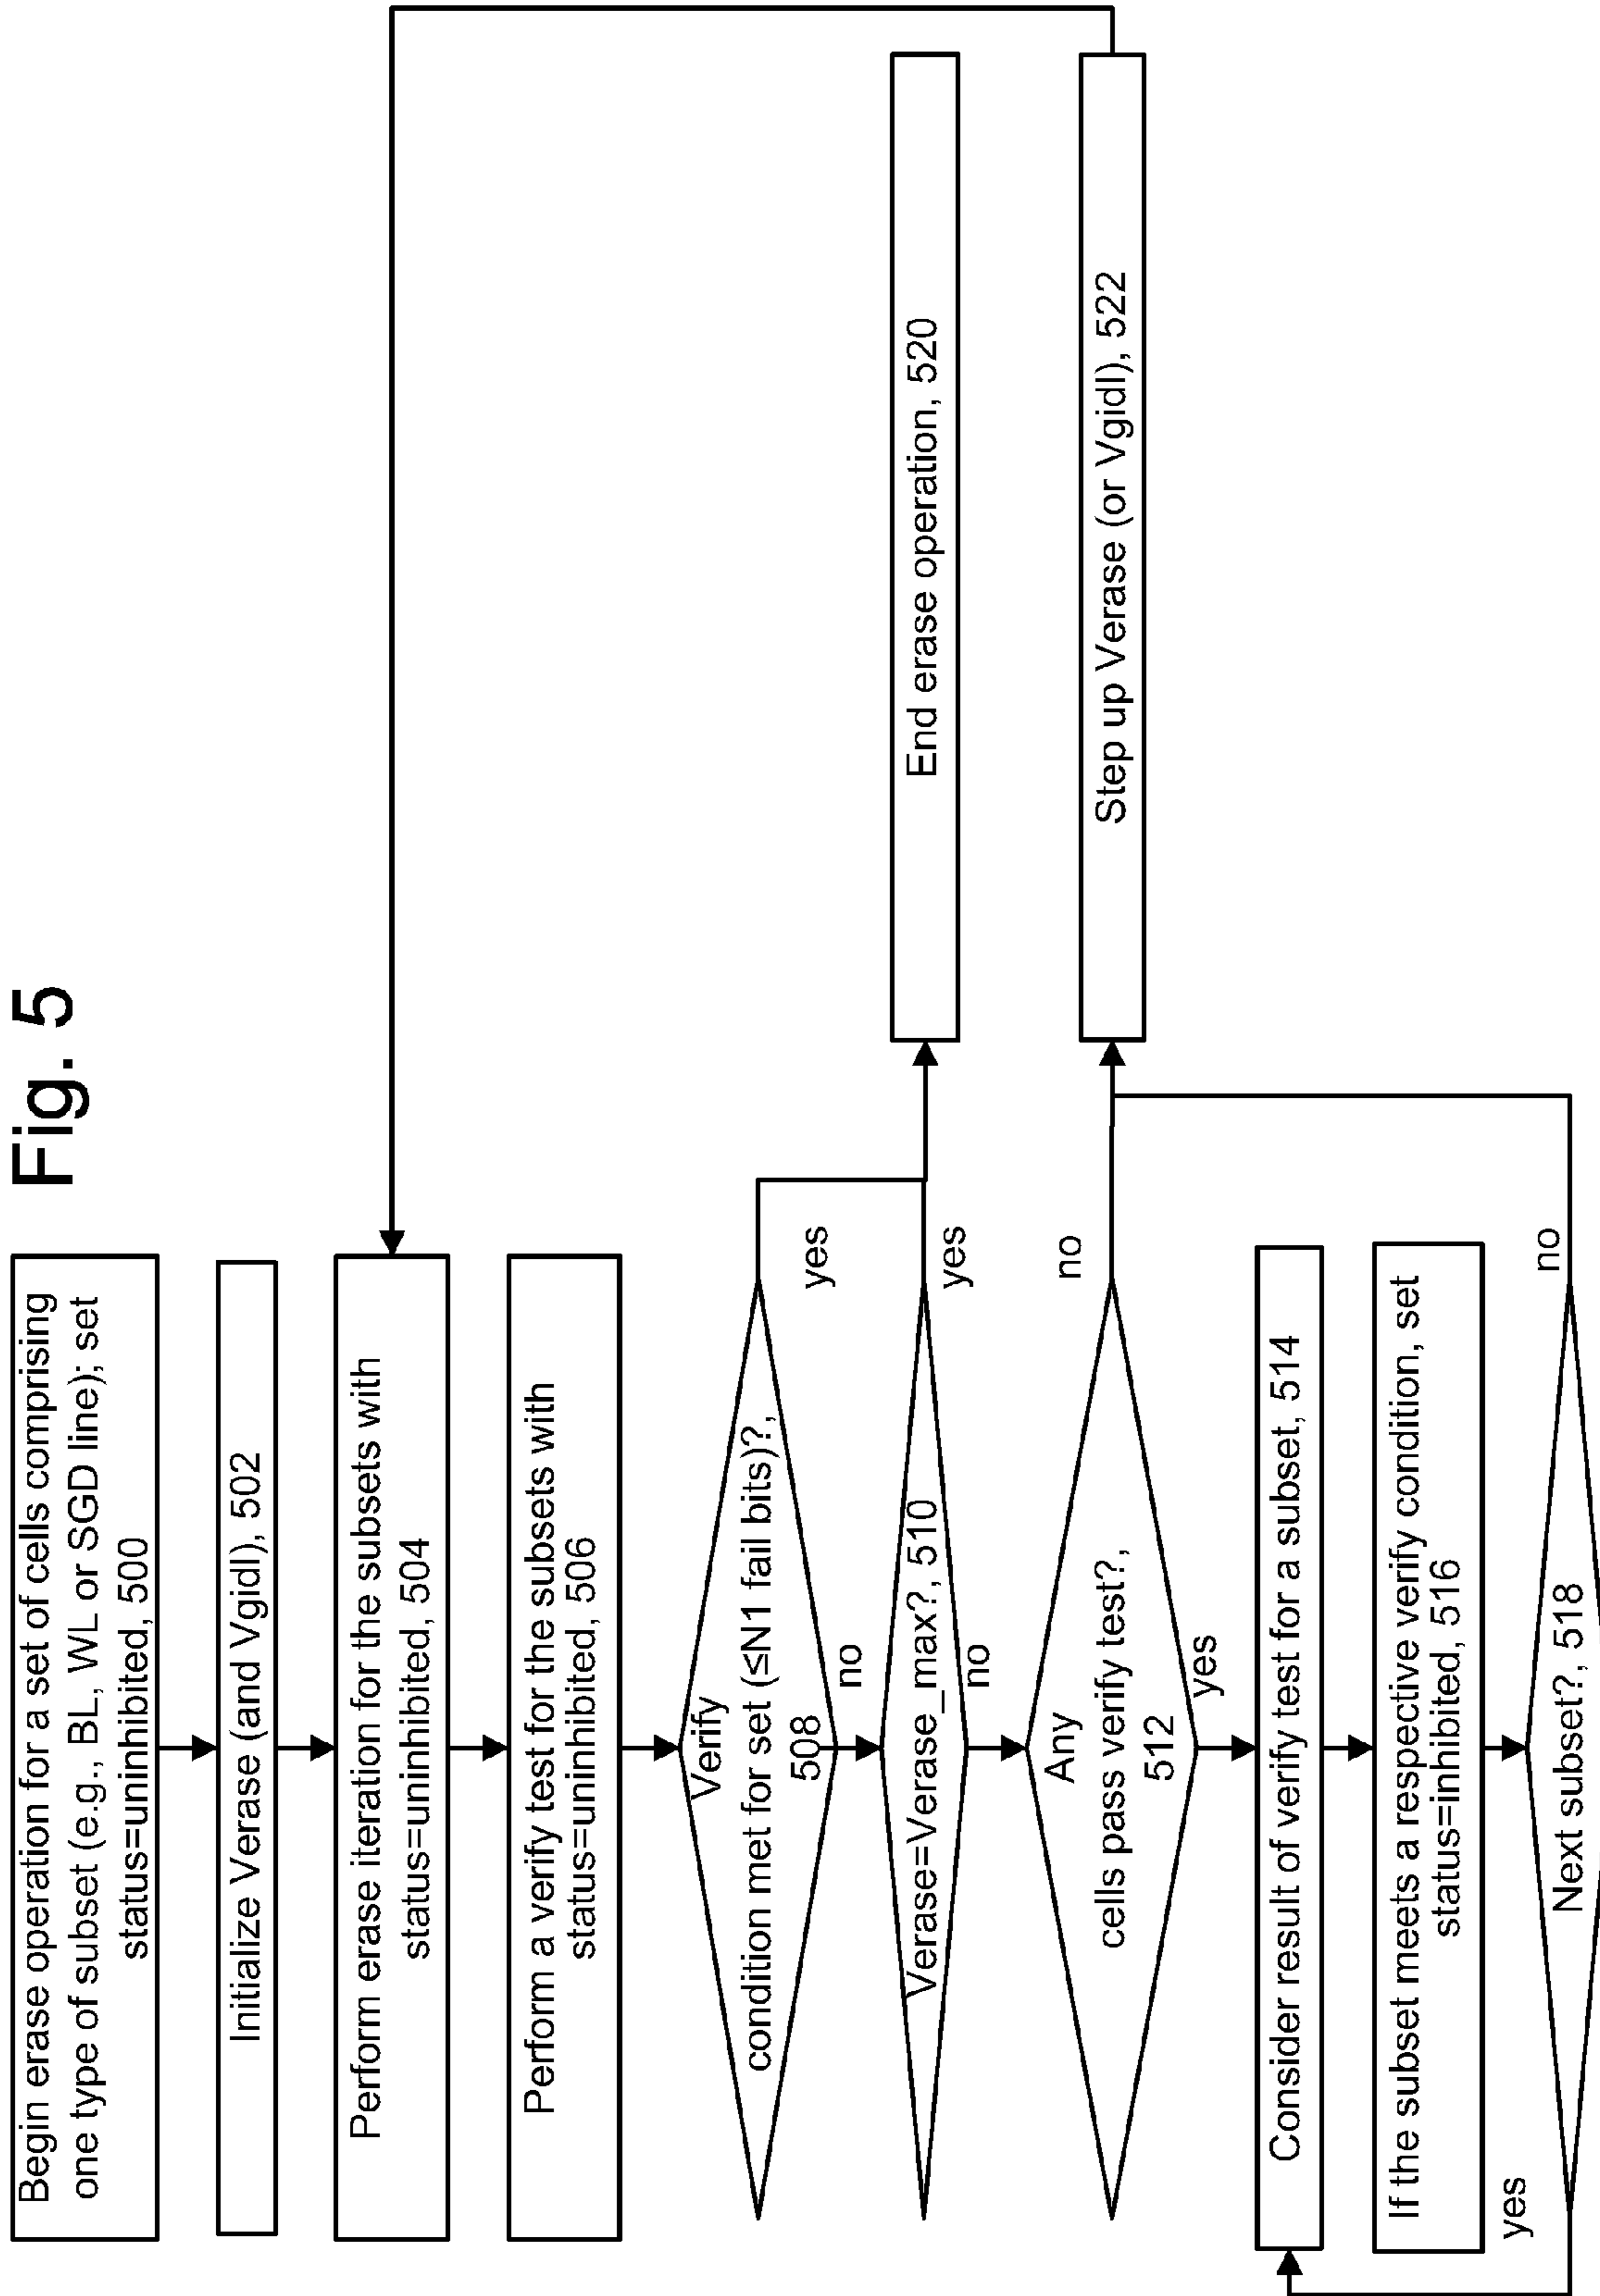 Fig. 5
Begin erase operation for a set of cells comprising
one type of subset (e.g., BL, WL or SGD line); set
status=uninhibited, 500
Initialize Verase (and Vgidl), 502
Perform erase iteration for the subsets with
status=uninhibited, 504
Perform a verify test for the subsets with
status=uninhibited, 506
Verify
condition met for set (≤N1 fail bits)?,
508
yes
no
Verase=Verase_max?, 510
yes
no
End erase operation, 520
Any
cells pass verify test?,
512
no
yes
Step up Verase (or Vgidl), 522
Consider result of verify test for a subset, 514
If the subset meets a respective verify condition, set
status=inhibited, 516
yes
Next subset?, 518
no